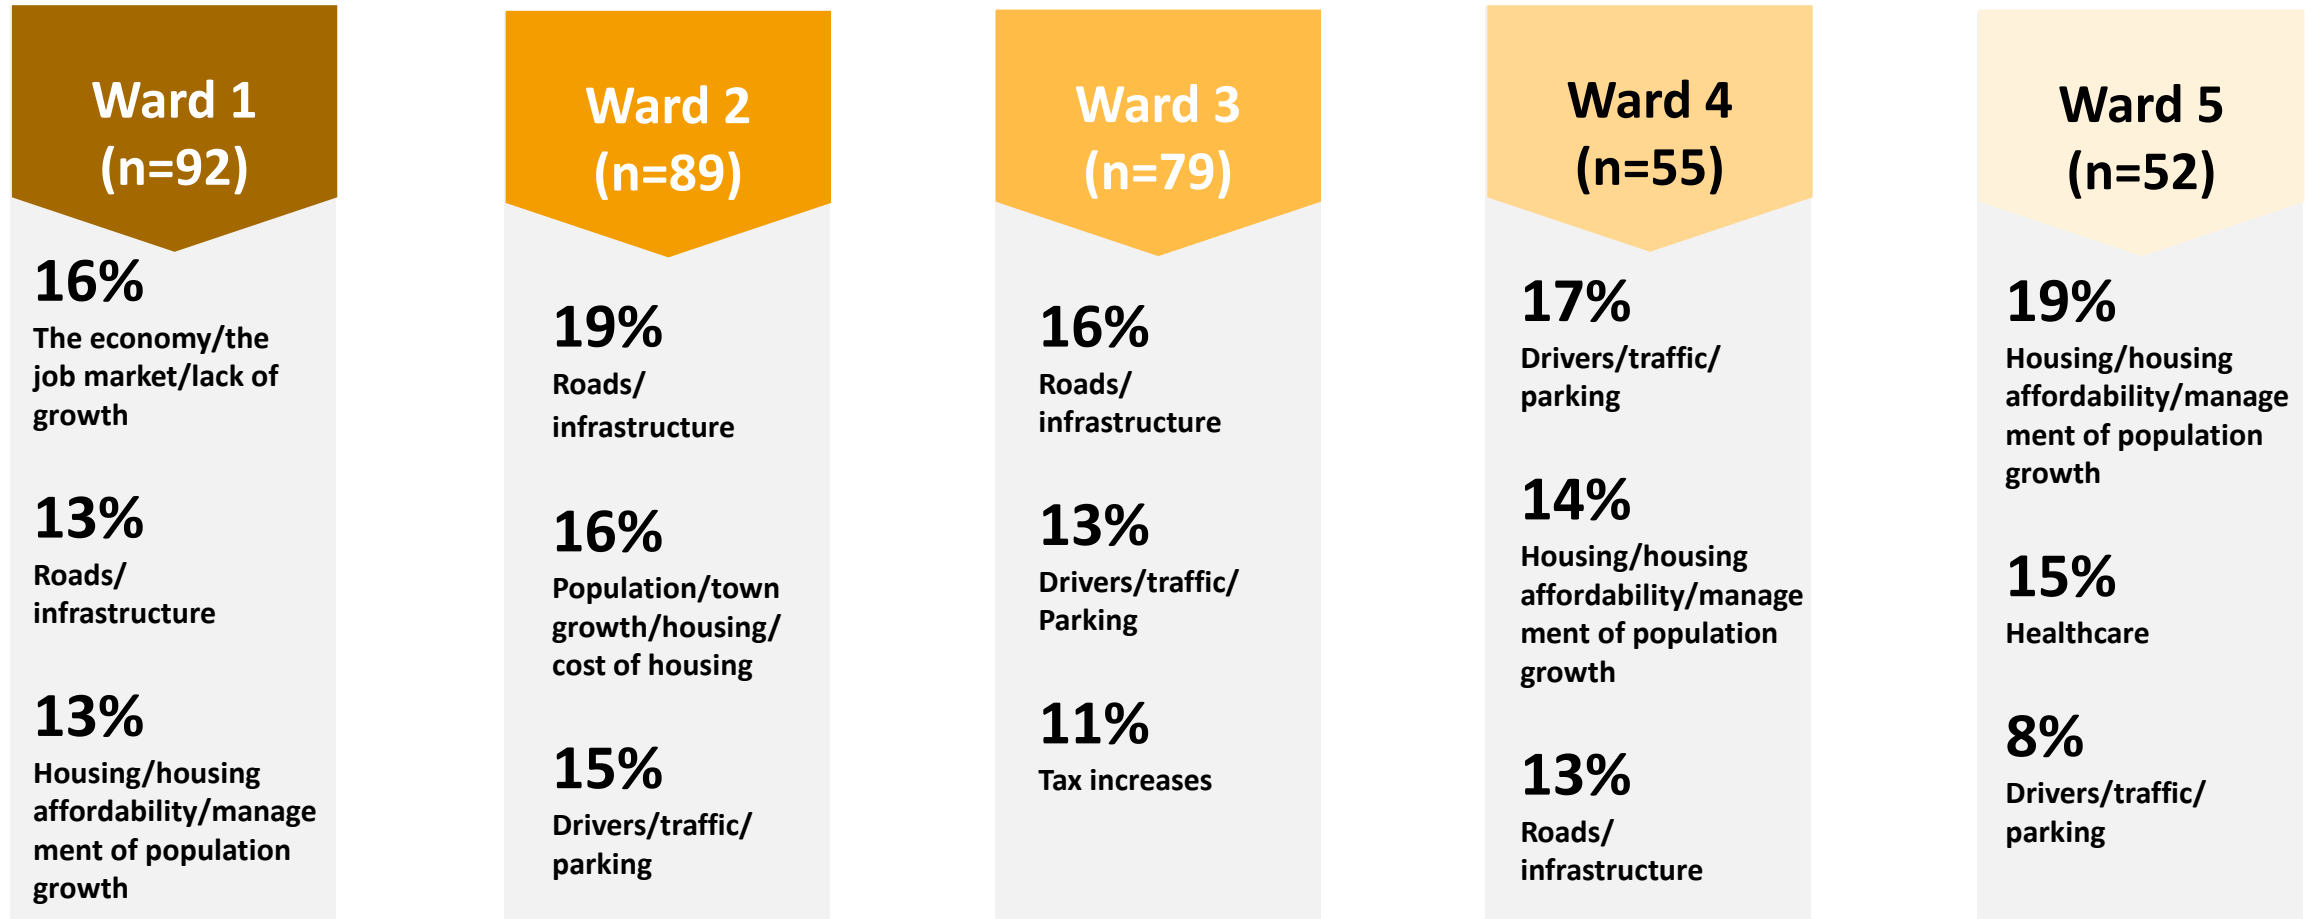 Ward 1
(n=92)
16%
The economy/the
job market/lack of
growth
13%
Roads/
infrastructure
13%
Housing/housing
affordability/manage
ment of population
growth
Ward 2
(n=89)
19%
Roads/
infrastructure
16%
Population/town
growth/housing/
cost of housing
15%
Drivers/traffic/
parking
Ward 3
(n=79)
16%
Roads/
infrastructure
13%
Drivers/traffic/
Parking
11%
Tax increases
Ward 4
(n=55)
17%
Drivers/traffic/
parking
14%
Housing/housing
affordability/manage
ment of population
growth
13%
Roads/
infrastructure
Ward 5
(n=52)
19%
Housing/housing
affordability/manage
ment of population
growth
15%
Healthcare
8%
Drivers/traffic/
parking